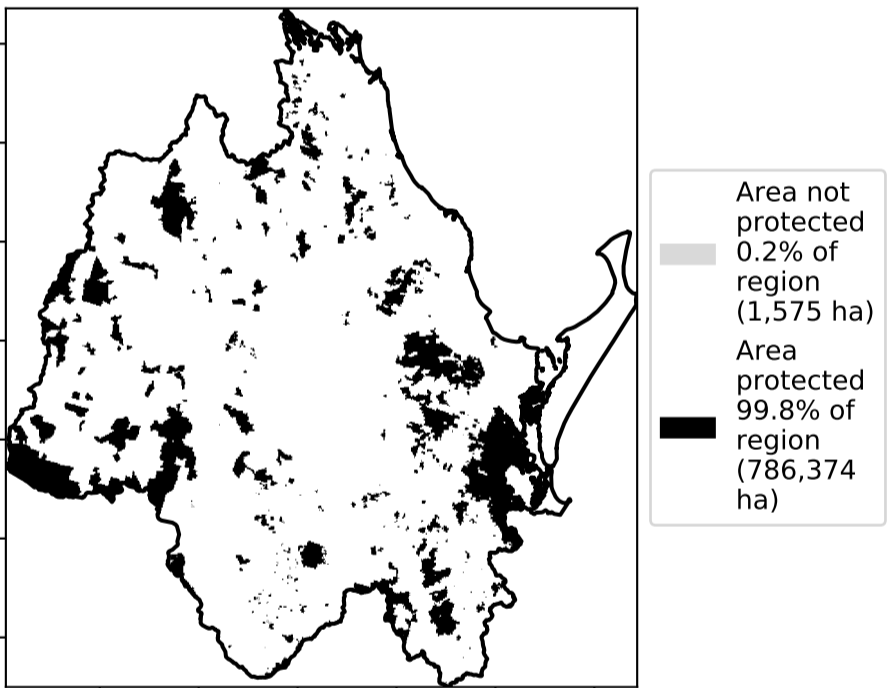 Area not
protected
0.2% of
region
(1,575 ha)
Area
protected
99.8% of
region
(786,374
ha)